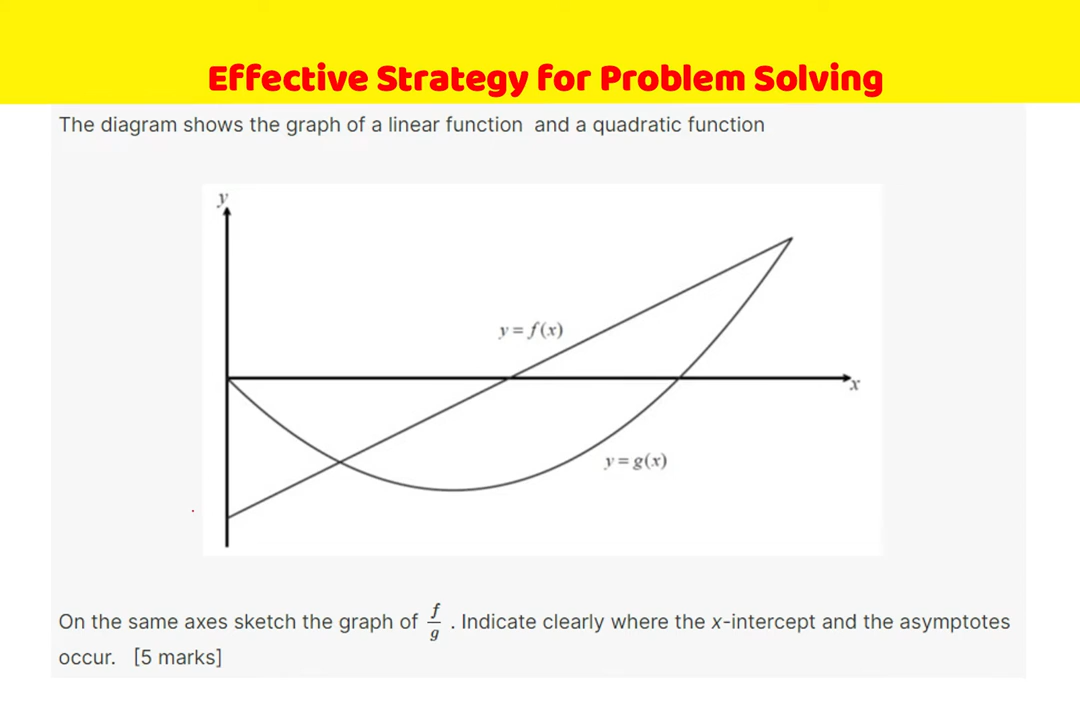 Effective Strategy for Problem Solving
The diagram shows the graph of a linear function and a quadratic function
y
y = f(x)
x
y = g(x)
On the same axes sketch the graph of f/g . Indicate clearly where the x-intercept and the asymptotes
occur. [5 marks]